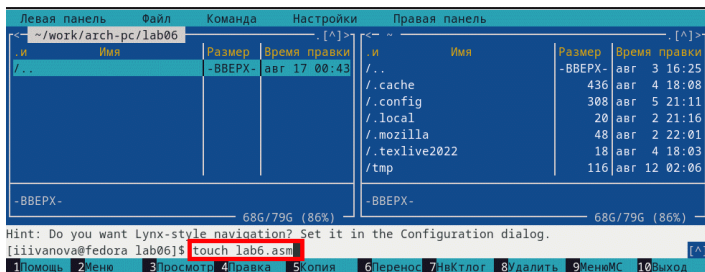 Левая панель Файл Команда Настройки Правая панель
<— ~/work/arch-pc/lab06 .[^]> <— ~ .[^]>
.и Имя Размер Время правки .и Имя Размер Время правки
/.. -ВВЕРХ- авг 17 00:43 /.. -ВВЕРХ- авг 3 16:25
/.cache 436 авг 4 18:08
/.config 308 авг 5 21:11
/.local 20 авг 2 21:16
/.mozilla 48 авг 2 22:01
/.texlive2022 18 авг 4 18:03
/tmp 116 авг 12 02:06
-ВВЕРХ- -ВВЕРХ-
68G/79G (86%) 68G/79G (86%)
Hint: Do you want Lynx-style navigation? Set it in the Configuration dialog.
[iiivanova@fedora lab06]$ touch lab6.asm [^]
1Помощь 2Меню 3Просмотр 4Правка 5Копия 6Перенос 7НвКтлог 8Удалить 9МенюМС 10Выход